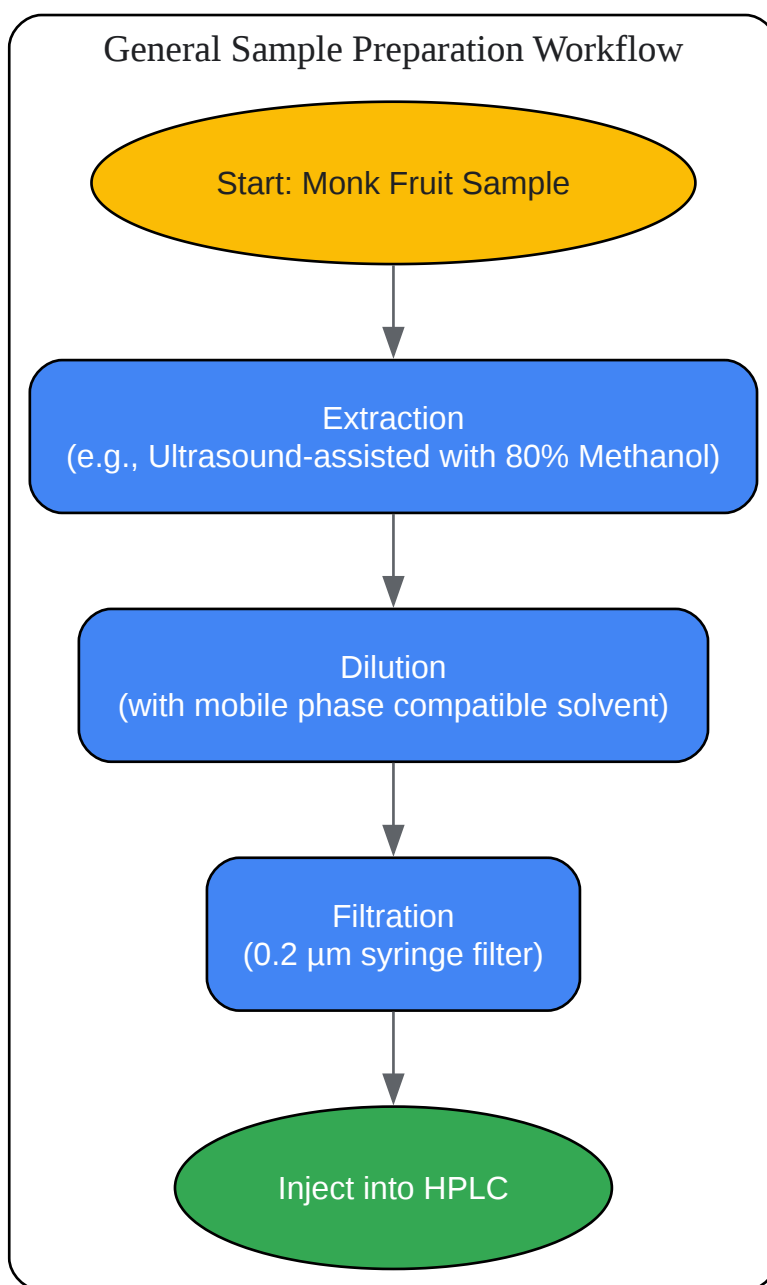 General Sample Preparation Workflow
Start: Monk Fruit Sample
Extraction
(e.g., Ultrasound-assisted with 80% Methanol)
Dilution
(with mobile phase compatible solvent)
Filtration
(0.2 µm syringe filter)
Inject into HPLC